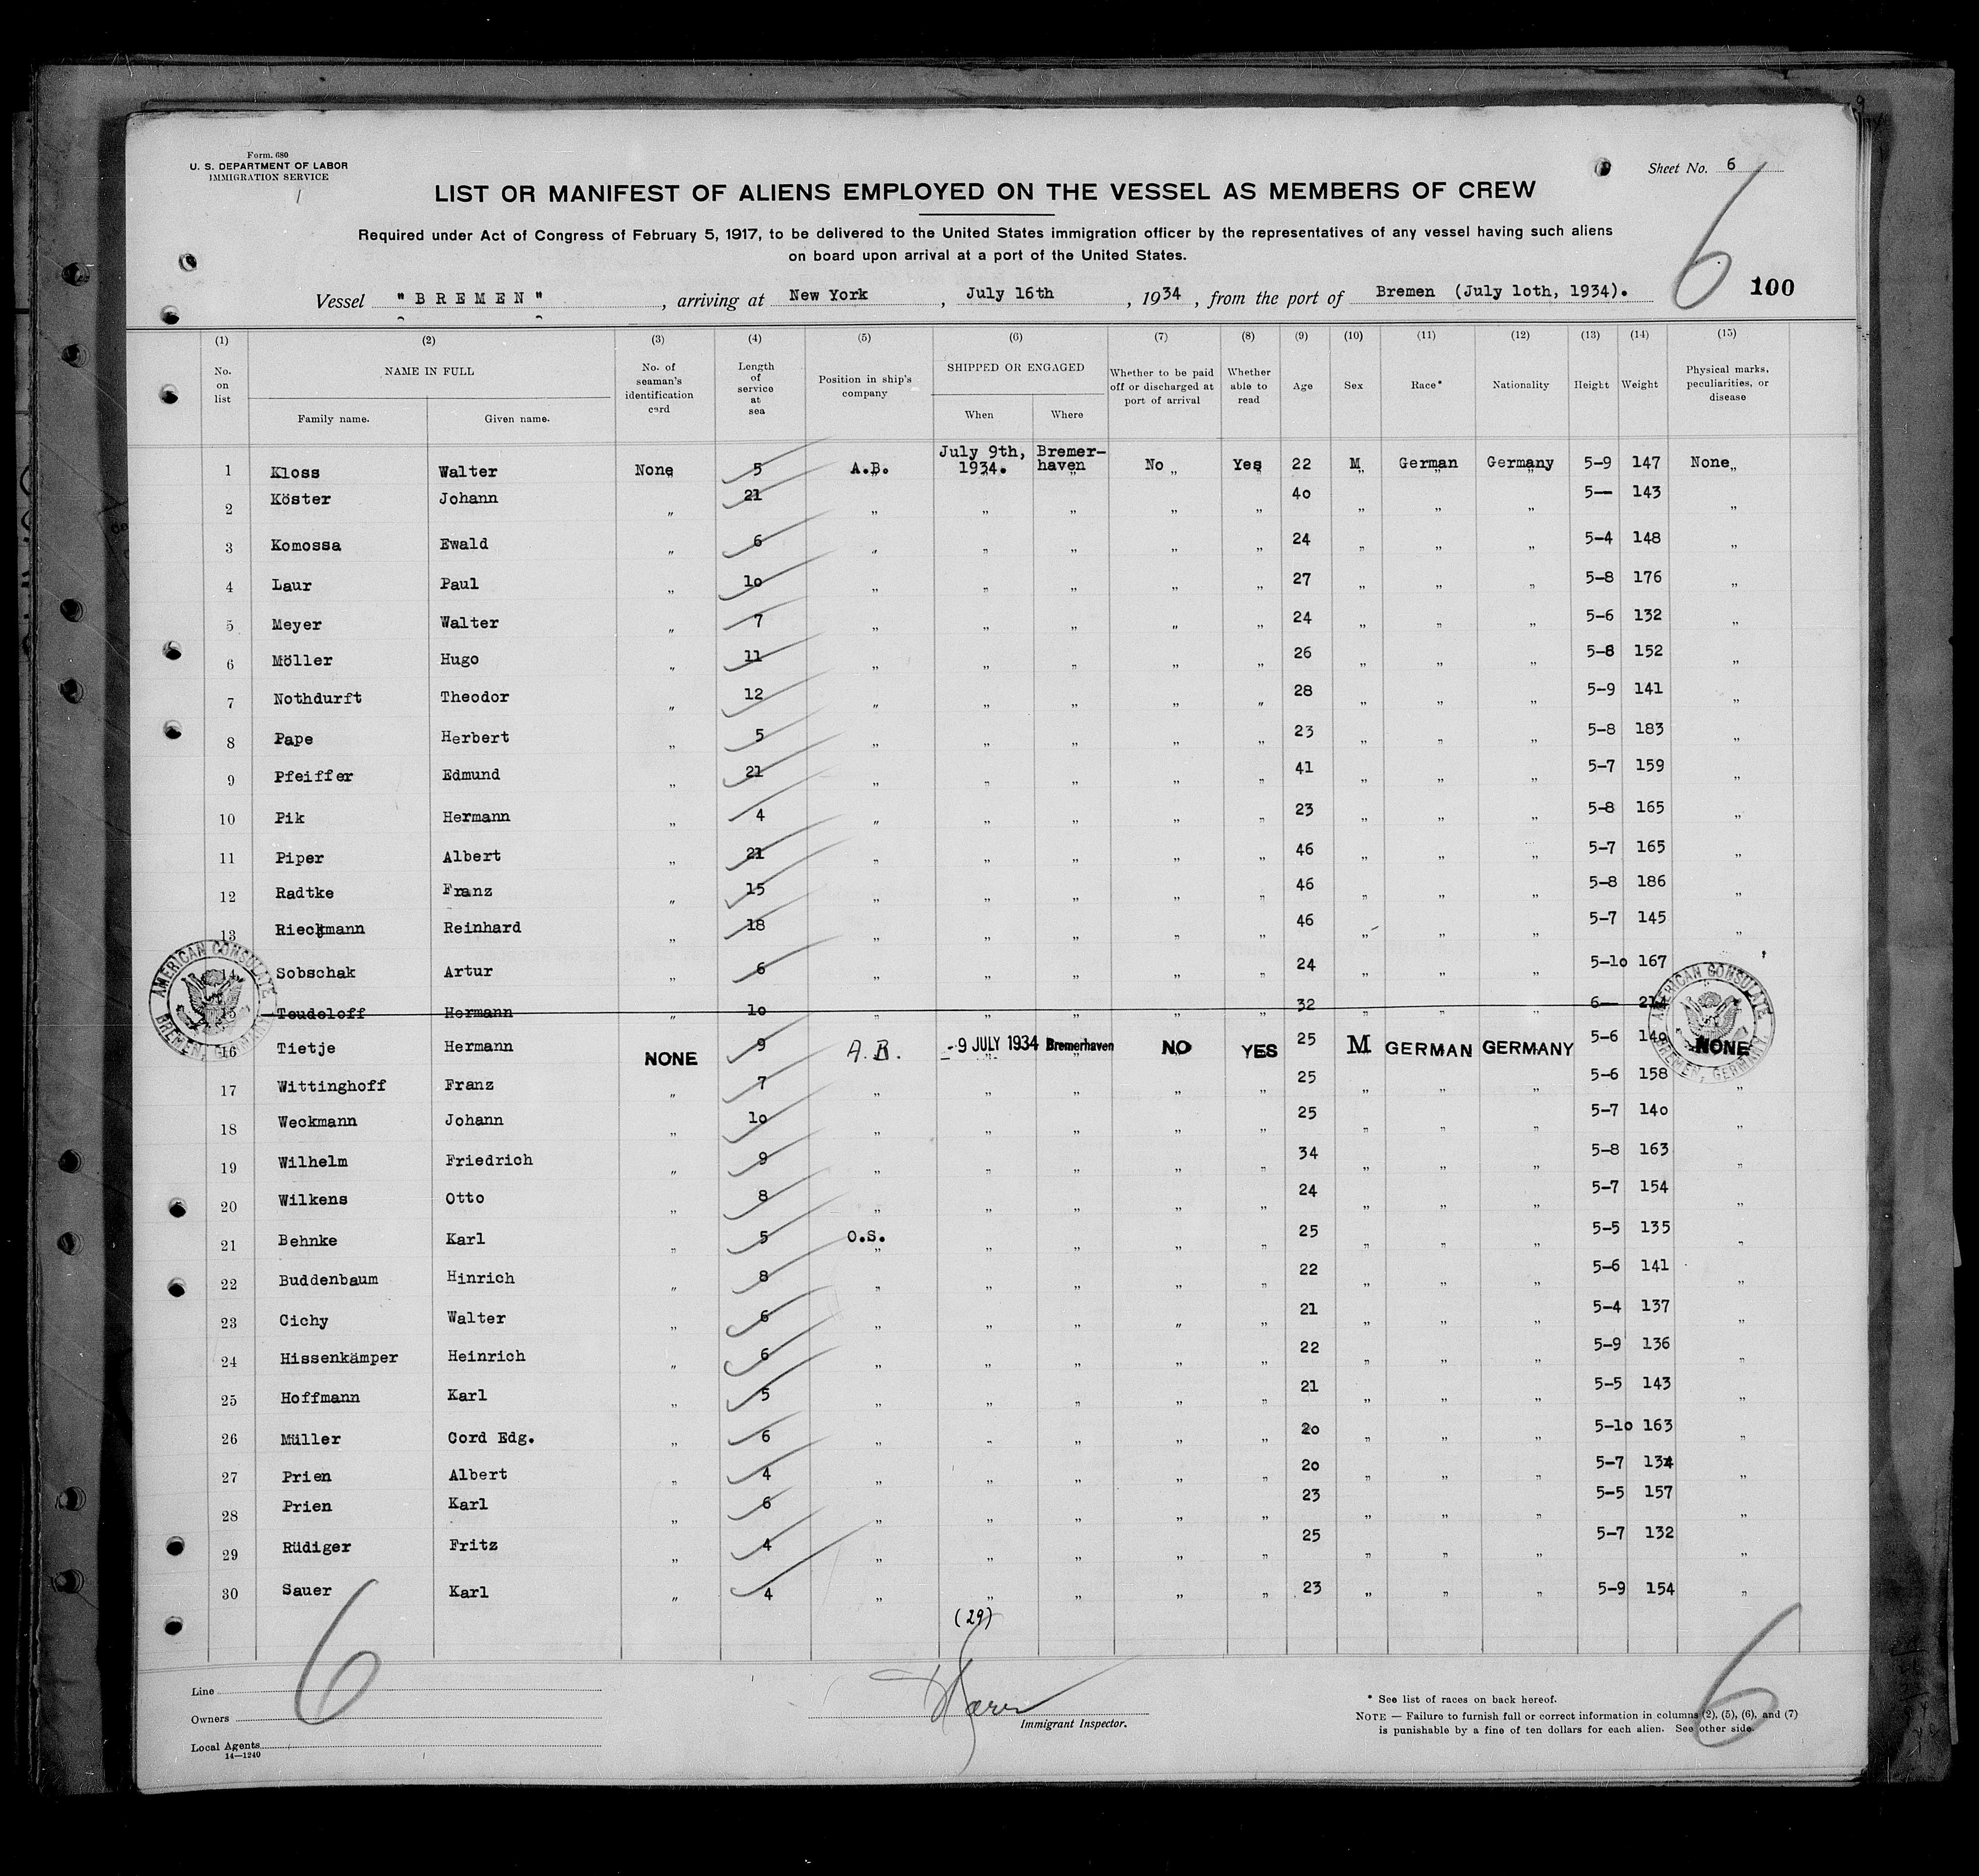 Form. 680
U. S. DEPARTMENT OF LABOR
IMMIGRATION SERVICE
Sheet No. 6
LIST OR MANIFEST OF ALIENS EMPLOYED ON THE VESSEL AS MEMBERS OF CREW
Required under Act of Congress of February 5, 1917, to be delivered to the United States immigration officer by the representatives of any vessel having such aliens
on board upon arrival at a port of the United States.
6
100
Vessel "BREMEN", arriving at New York, July 16th, 1934, from the port of Bremen (July 1oth, 1934).
(1) (2) (3) (4) (5) (6) (7) (8) (9) (10) (11) (12) (13) (14) (15)
No. on list NAME IN FULL Family name. Given name. No. of seaman's identification card Length of service at sea Position in ship's company SHIPPED OR ENGAGED When Where Whether to be paid off or discharged at port of arrival Whether able to read Age Sex Race* Nationality Height Weight Physical marks, peculiarities, or disease
1 Kloss Walter None 5 A.B. July 9th, 1934. Bremer-haven No Yes 22 M German Germany 5-9 147 None
2 Köster Johann " 21 " " " " " 4o " " " 5— 143 "
3 Komossa Ewald " 6 " " " " " 24 " " " 5-4 148 "
4 Laur Paul " 1o " " " " " 27 " " " 5-8 176 "
5 Meyer Walter " 7 " " " " " 24 " " " 5-6 132 "
6 Möller Hugo " 11 " " " " " 26 " " " 5-8 152 "
7 Nothdurft Theodor " 12 " " " " " 28 " " " 5-9 141 "
8 Pape Herbert " 5 " " " " " 23 " " " 5-8 183 "
9 Pfeiffer Edmund " 21 " " " " " 41 " " " 5-7 159 "
10 Pik Hermann " 4 " " " " " 23 " " " 5-8 165 "
11 Piper Albert " 21 " " " " " 46 " " " 5-7 165 "
12 Radtke Franz " 15 " " " " " 46 " " " 5-8 186 "
13 Rieckmann Reinhard " 18 " " " " " 46 " " " 5-7 145 "
14 Sobschak Artur " 6 " " " " " 24 " " " 5-1o 167
15 Teudeloff Hermann " 1o " " " " " 32 " " " 6—
16 Tietje Hermann NONE 9 A.B. -9 JULY 1934 Bremerhaven NO YES 25 M GERMAN GERMANY 5-6 14o NONE
17 Wittinghoff Franz " 7 " " " " " 25 " " " 5-6 158 "
18 Weckmann Johann " 1o " " " " " 25 " " " 5-7 14o "
19 Wilhelm Friedrich " 9 " " " " " 34 " " " 5-8 163 "
20 Wilkens Otto " 8 " " " " " 24 " " " 5-7 154 "
21 Behnke Karl " 5 O.S. " " " " 25 " " " 5-5 135 "
22 Buddenbaum Hinrich " 8 " " " " " 22 " " " 5-6 141 "
23 Cichy Walter " 6 " " " " " 21 " " " 5-4 137 "
24 Hissenkämper Heinrich " 6 " " " " " 22 " " " 5-9 136 "
25 Hoffmann Karl " 5 " " " " " 21 " " " 5-5 143 "
26 Müller Cord Edg. " 6 " " " " " 2o " " " 5-1o 163 "
27 Prien Albert " 4 " " " " " 2o " " " 5-7 134 "
28 Prien Karl " 6 " " " " " 23 " " " 5-5 157 "
29 Rüdiger Fritz " 4 " " " " " 25 " " " 5-7 132 "
30 Sauer Karl " 4 " " " " " 23 " " " 5-9 154 "
AMERICAN CONSULATE BREMEN, GERMANY
AMERICAN CONSULATE BREMEN, GERMANY
(29)
6
6
Line
Owners
Local Agents
14—1240
Immigrant Inspector.
* See list of races on back hereof.
NOTE — Failure to furnish full or correct information in columns (2), (5), (6), and (7)
is punishable by a fine of ten dollars for each alien. See other side.